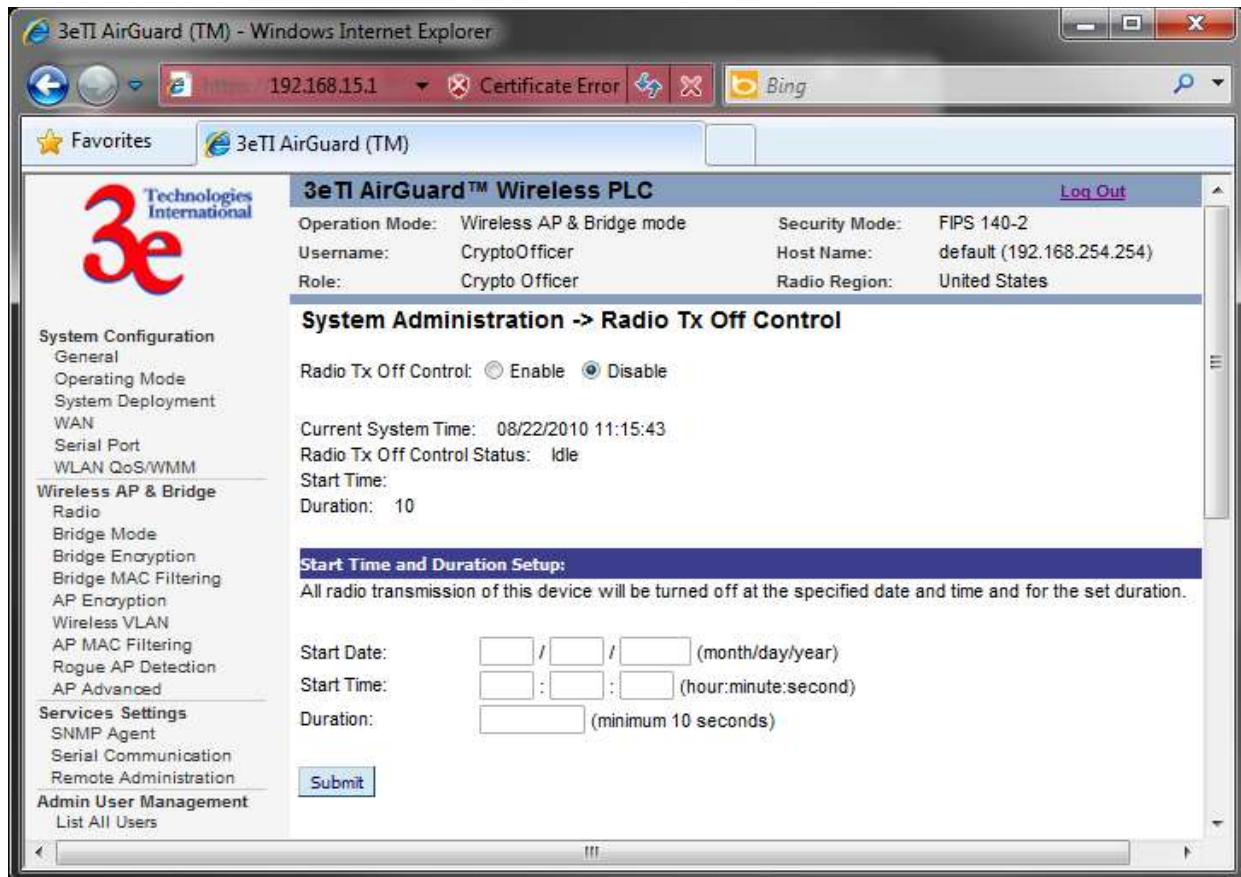 3eTI AirGuard (TM) - Windows Internet Explorer
192.168.15.1 Certificate Error Bing
Favorites 3eTI AirGuard (TM)
3e Technologies International
3eTI AirGuard™ Wireless PLC Log Out
Operation Mode: Wireless AP & Bridge mode Security Mode: FIPS 140-2
Username: CryptoOfficer Host Name: default (192.168.254.254)
Role: Crypto Officer Radio Region: United States
System Configuration
General
Operating Mode
System Deployment
WAN
Serial Port
WLAN QoS/WMM
Wireless AP & Bridge
Radio
Bridge Mode
Bridge Encryption
Bridge MAC Filtering
AP Encryption
Wireless VLAN
AP MAC Filtering
Rogue AP Detection
AP Advanced
Services Settings
SNMP Agent
Serial Communication
Remote Administration
Admin User Management
List All Users
System Administration -> Radio Tx Off Control
Radio Tx Off Control: Enable Disable
Current System Time: 08/22/2010 11:15:43
Radio Tx Off Control Status: Idle
Start Time:
Duration: 10
Start Time and Duration Setup:
All radio transmission of this device will be turned off at the specified date and time and for the set duration.
Start Date: / / (month/day/year)
Start Time: : : (hour:minute:second)
Duration: (minimum 10 seconds)
Submit